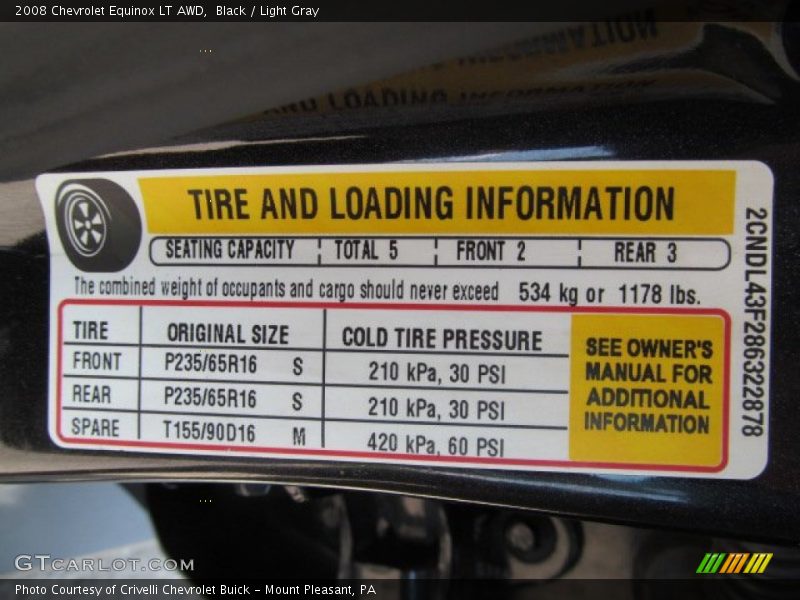 2008 Chevrolet Equinox LT AWD, Black / Light Gray
TIRE AND LOADING INFORMATION
SEATING CAPACITY TOTAL 5 FRONT 2 REAR 3
The combined weight of occupants and cargo should never exceed 534 kg or 1178 lbs.
TIRE ORIGINAL SIZE COLD TIRE PRESSURE
FRONT P235/65R16 S 210 kPa, 30 PSI
REAR P235/65R16 S 210 kPa, 30 PSI
SPARE T155/90D16 M 420 kPa, 60 PSI
SEE OWNER'S
MANUAL FOR
ADDITIONAL
INFORMATION
2CNDL43F286322878
GTCARLOT.COM
Photo Courtesy of Crivelli Chevrolet Buick - Mount Pleasant, PA